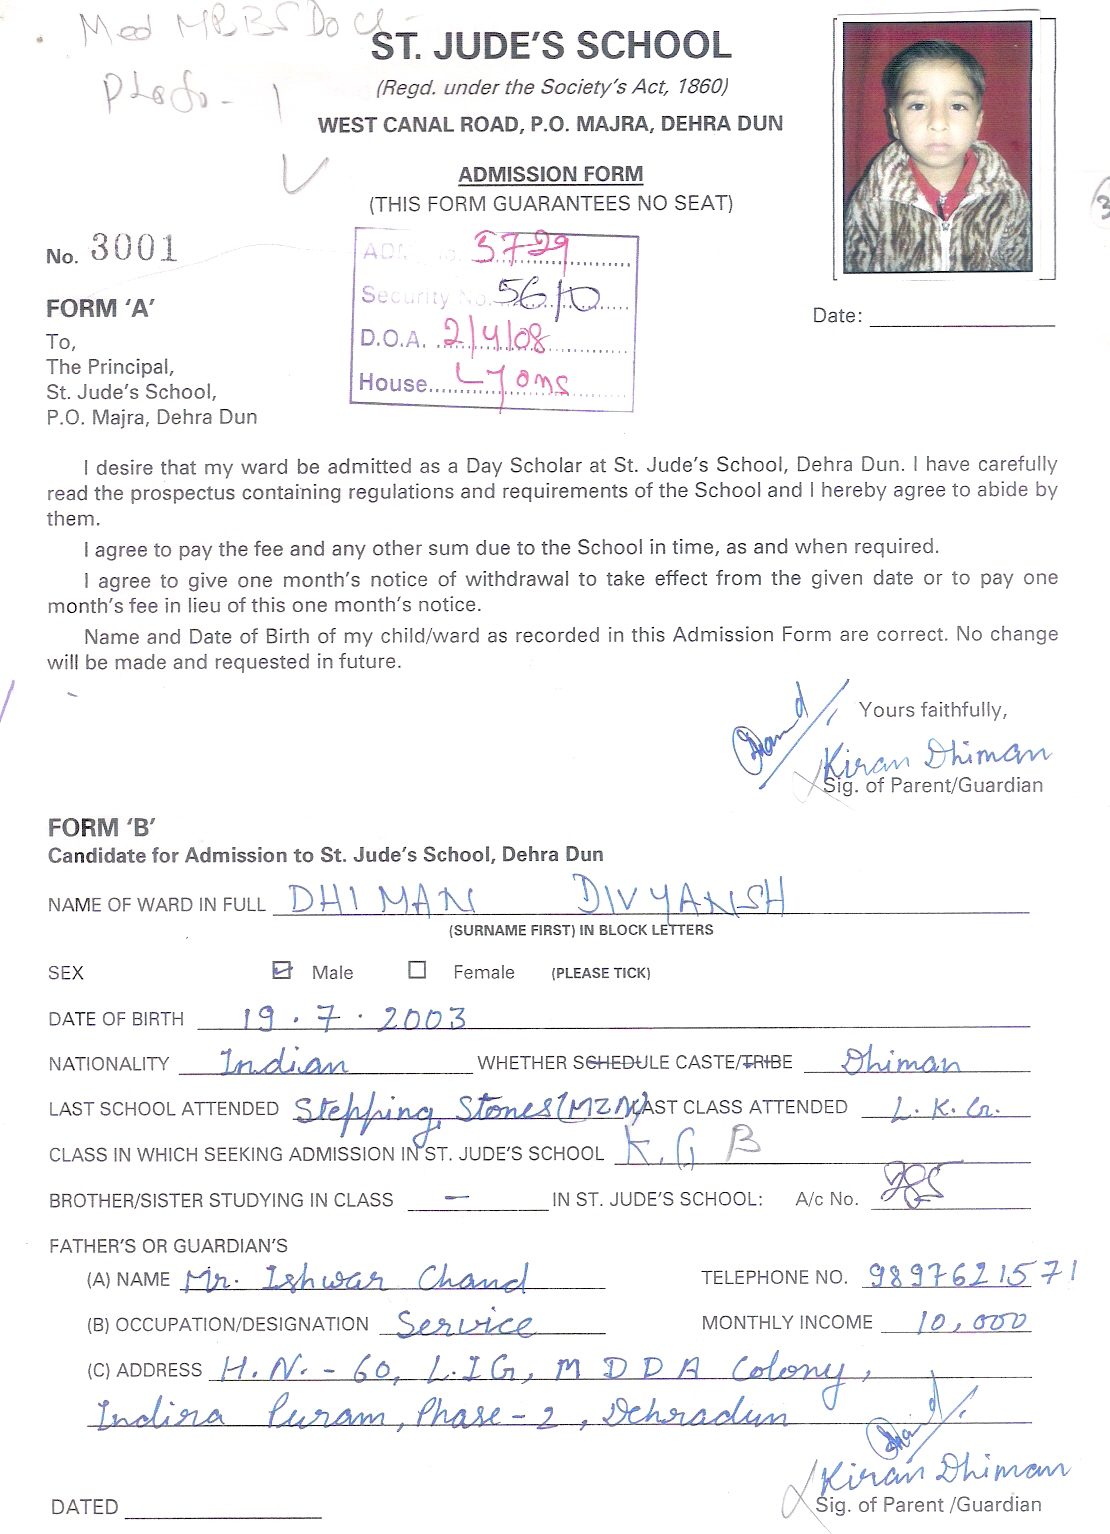 Med MBBS Doct -
Photo - 1
ST. JUDE'S SCHOOL
(Regd. under the Society's Act, 1860)
WEST CANAL ROAD, P.O. MAJRA, DEHRA DUN
ADMISSION FORM
(THIS FORM GUARANTEES NO SEAT)
No. 3001
ADM. No. 5729
Security No. 56/0
D.O.A. 2/4/08
House Lyons
FORM 'A'
Date:
To,
The Principal,
St. Jude's School,
P.O. Majra, Dehra Dun
I desire that my ward be admitted as a Day Scholar at St. Jude's School, Dehra Dun. I have carefully
read the prospectus containing regulations and requirements of the School and I hereby agree to abide by
them.
I agree to pay the fee and any other sum due to the School in time, as and when required.
I agree to give one month's notice of withdrawal to take effect from the given date or to pay one
month's fee in lieu of this one month's notice.
Name and Date of Birth of my child/ward as recorded in this Admission Form are correct. No change
will be made and requested in future.
Yours faithfully,
Kiran Dhiman
Sig. of Parent/Guardian
FORM 'B'
Candidate for Admission to St. Jude's School, Dehra Dun
NAME OF WARD IN FULL DHIMAN DIVYANSH
(SURNAME FIRST) IN BLOCK LETTERS
SEX Male Female (PLEASE TICK)
DATE OF BIRTH 19.7.2003
NATIONALITY Indian WHETHER SCHEDULE CASTE/TRIBE Dhiman
LAST SCHOOL ATTENDED Stepping Stones (MZN) LAST CLASS ATTENDED L.K.G.
CLASS IN WHICH SEEKING ADMISSION IN ST. JUDE'S SCHOOL K.G B
BROTHER/SISTER STUDYING IN CLASS – IN ST. JUDE'S SCHOOL: A/c No.
FATHER'S OR GUARDIAN'S
(A) NAME Mr. Ishwar Chand TELEPHONE NO. 9897621571
(B) OCCUPATION/DESIGNATION Service MONTHLY INCOME 10,000
(C) ADDRESS H.N.-60, L.I.G, M D D A Colony,
Indira Puram, Phase-2, Dehradun
Kiran Dhiman
DATED Sig. of Parent /Guardian